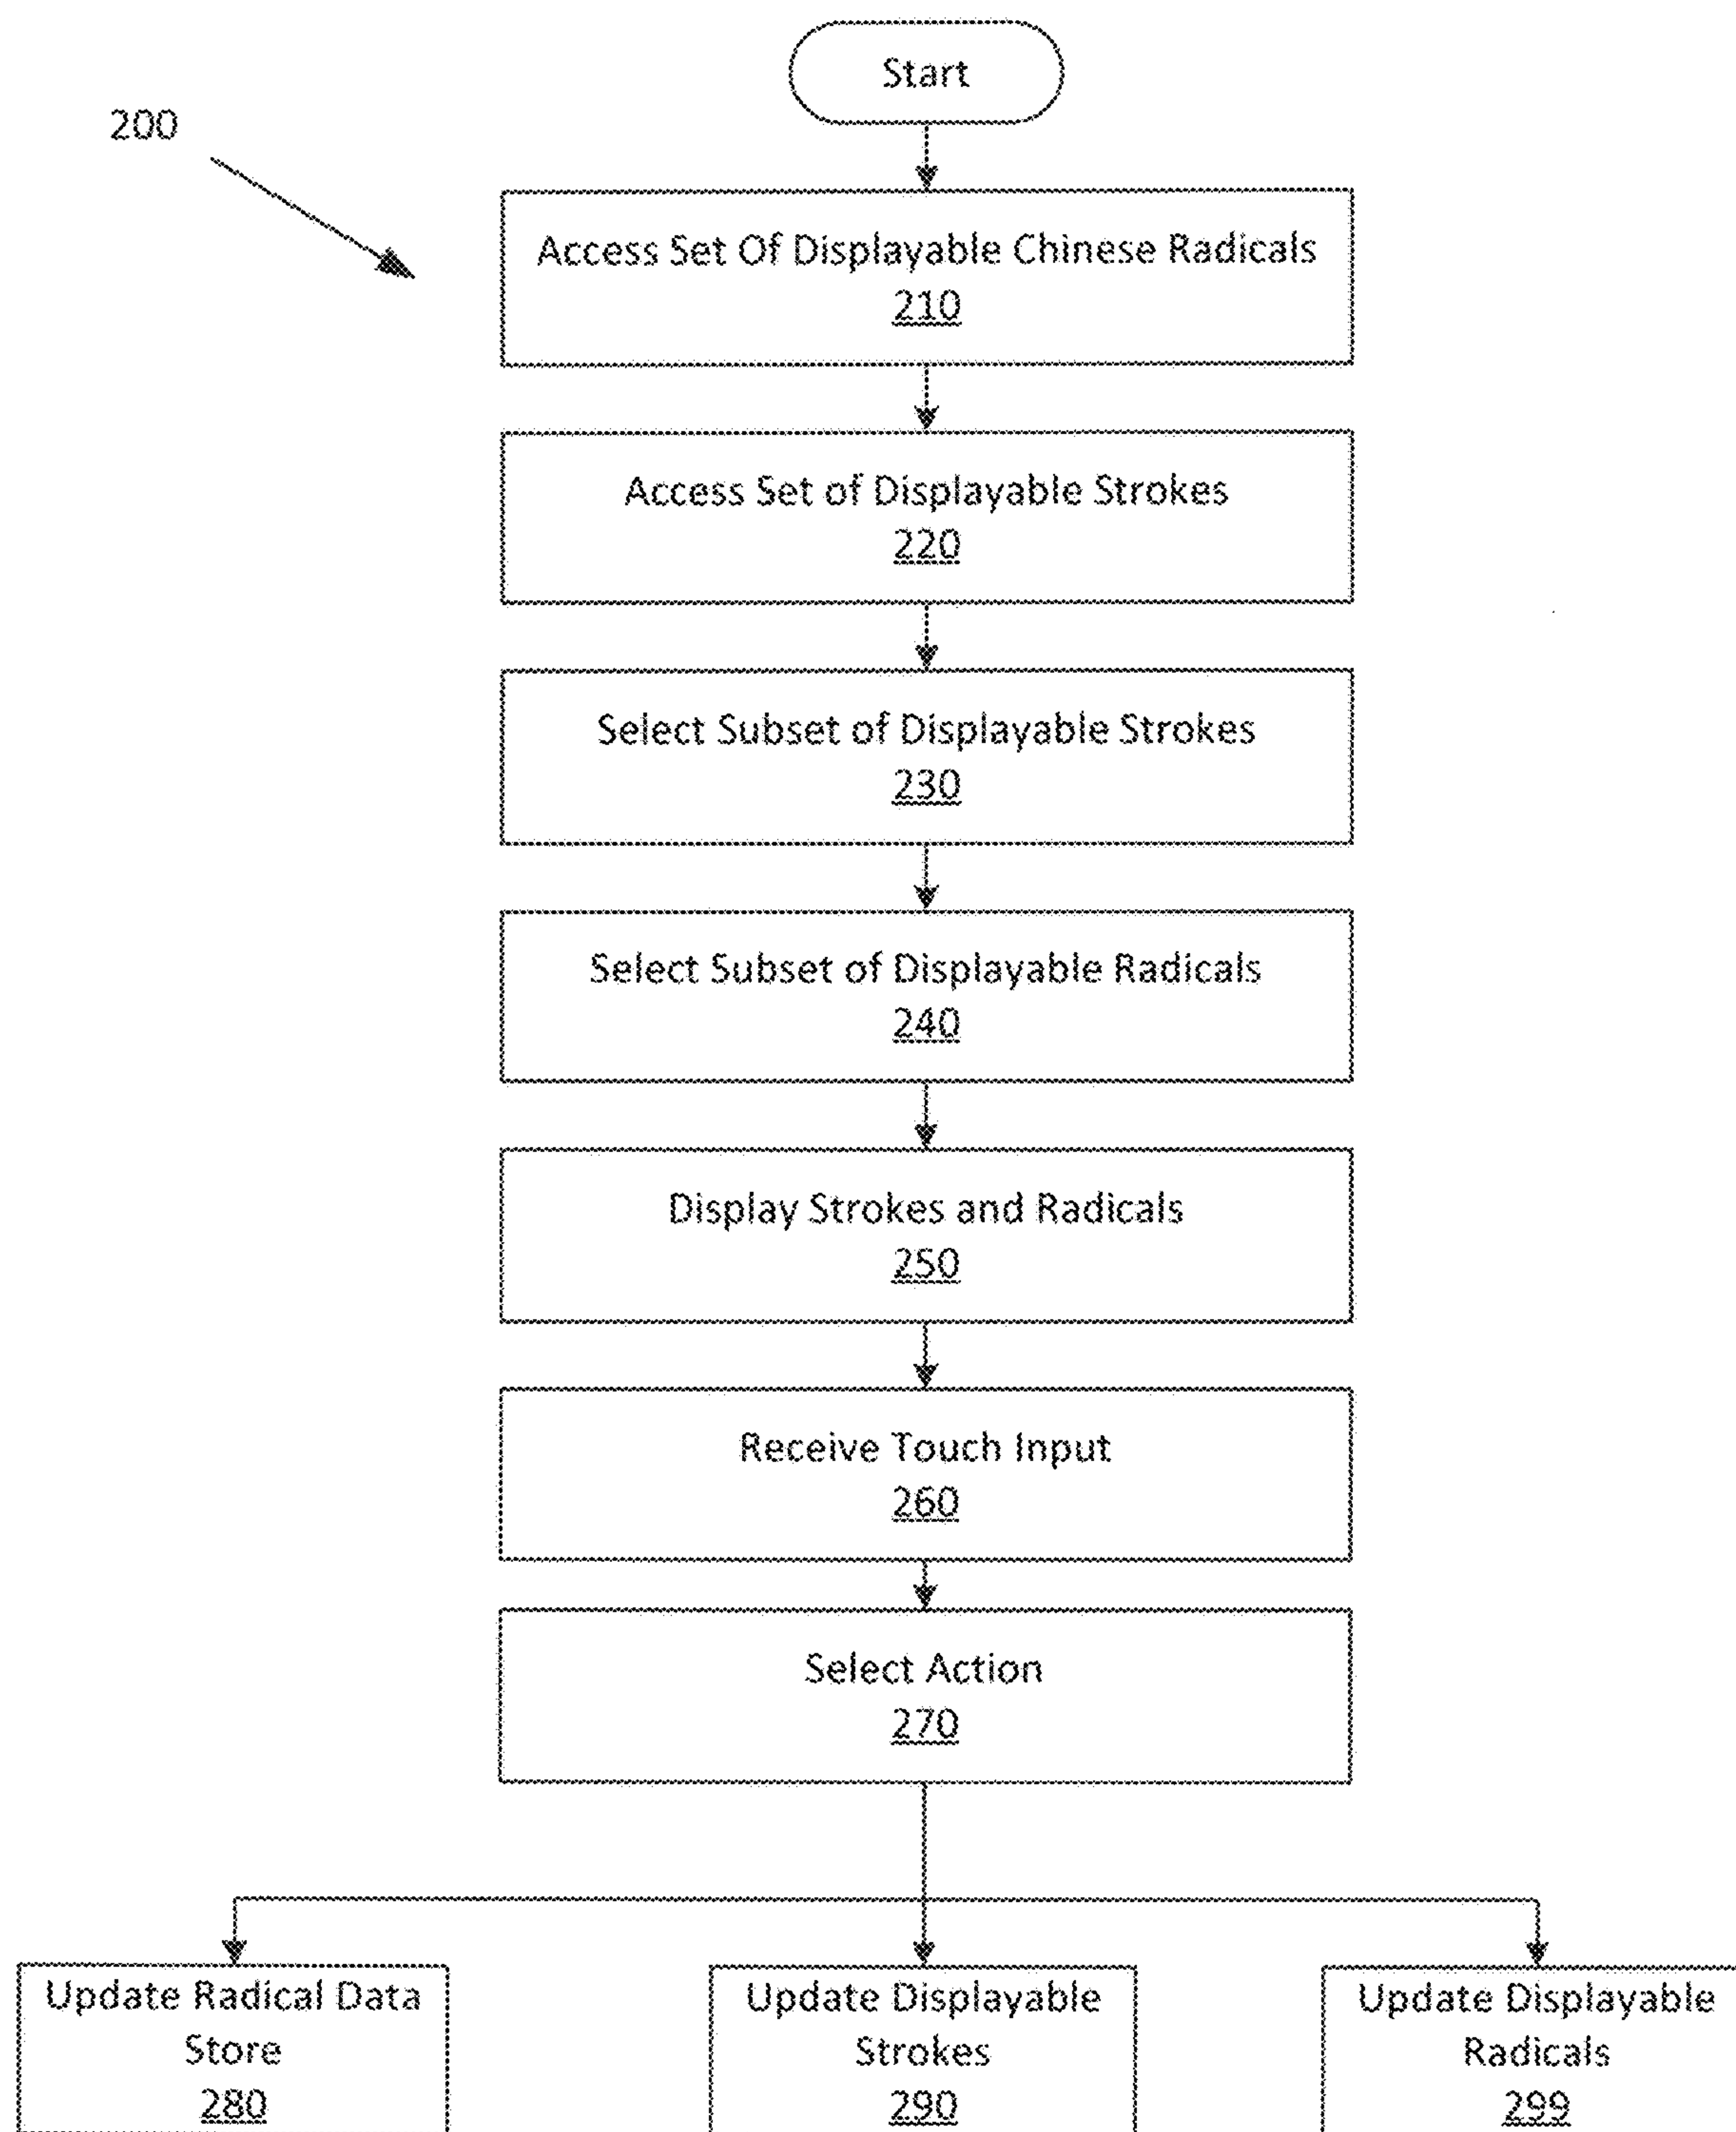 Start
200
Access Set Of Displayable Chinese Radicals
210
Access Set of Displayable Strokes
220
Select Subset of Displayable Strokes
230
Select Subset of Displayable Radicals
240
Display Strokes and Radicals
250
Receive Touch Input
260
Select Action
270
Update Radical Data
Store
280
Update Displayable
Strokes
290
Update Displayable
Radicals
299